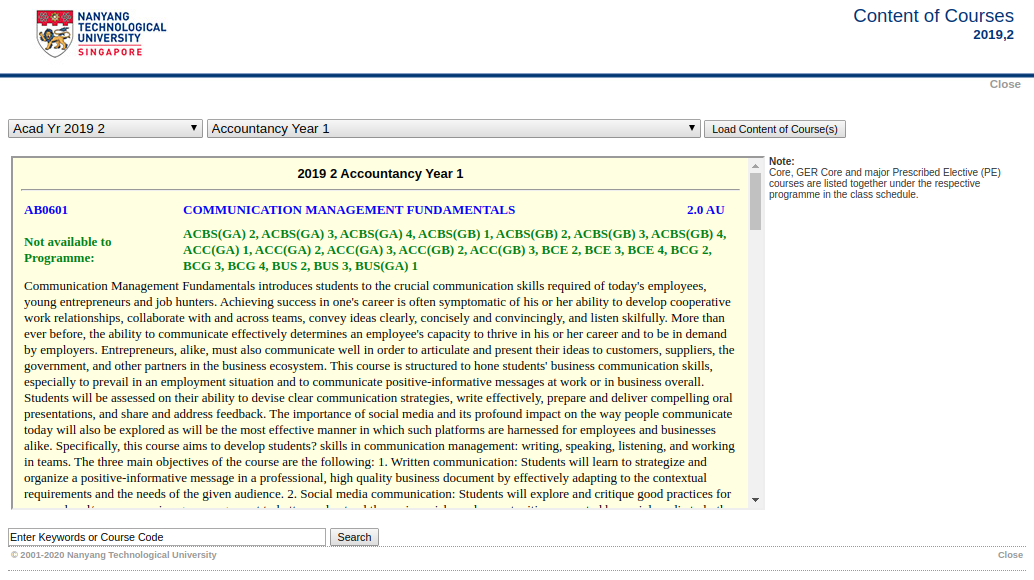 NANYANG
TECHNOLOGICAL
UNIVERSITY
SINGAPORE
Content of Courses
2019,2
Close
Acad Yr 2019 2
Accountancy Year 1
Load Content of Course(s)
2019 2 Accountancy Year 1
AB0601 COMMUNICATION MANAGEMENT FUNDAMENTALS 2.0 AU
Not available to
Programme:
ACBS(GA) 2, ACBS(GA) 3, ACBS(GA) 4, ACBS(GB) 1, ACBS(GB) 2, ACBS(GB) 3, ACBS(GB) 4,
ACC(GA) 1, ACC(GA) 2, ACC(GA) 3, ACC(GB) 2, ACC(GB) 3, BCE 2, BCE 3, BCE 4, BCG 2,
BCG 3, BCG 4, BUS 2, BUS 3, BUS(GA) 1
Communication Management Fundamentals introduces students to the crucial communication skills required of today's employees,
young entrepreneurs and job hunters. Achieving success in one's career is often symptomatic of his or her ability to develop cooperative
work relationships, collaborate with and across teams, convey ideas clearly, concisely and convincingly, and listen skilfully. More than
ever before, the ability to communicate effectively determines an employee's capacity to thrive in his or her career and to be in demand
by employers. Entrepreneurs, alike, must also communicate well in order to articulate and present their ideas to customers, suppliers, the
government, and other partners in the business ecosystem. This course is structured to hone students' business communication skills,
especially to prevail in an employment situation and to communicate positive-informative messages at work or in business overall.
Students will be assessed on their ability to devise clear communication strategies, write effectively, prepare and deliver compelling oral
presentations, and share and address feedback. The importance of social media and its profound impact on the way people communicate
today will also be explored as will be the most effective manner in which such platforms are harnessed for employees and businesses
alike. Specifically, this course aims to develop students? skills in communication management: writing, speaking, listening, and working
in teams. The three main objectives of the course are the following: 1. Written communication: Students will learn to strategize and
organize a positive-informative message in a professional, high quality business document by effectively adapting to the contextual
requirements and the needs of the given audience. 2. Social media communication: Students will explore and critique good practices for
Note:
Core, GER Core and major Prescribed Elective (PE)
courses are listed together under the respective
programme in the class schedule.
Enter Keywords or Course Code
Search
© 2001-2020 Nanyang Technological University
Close